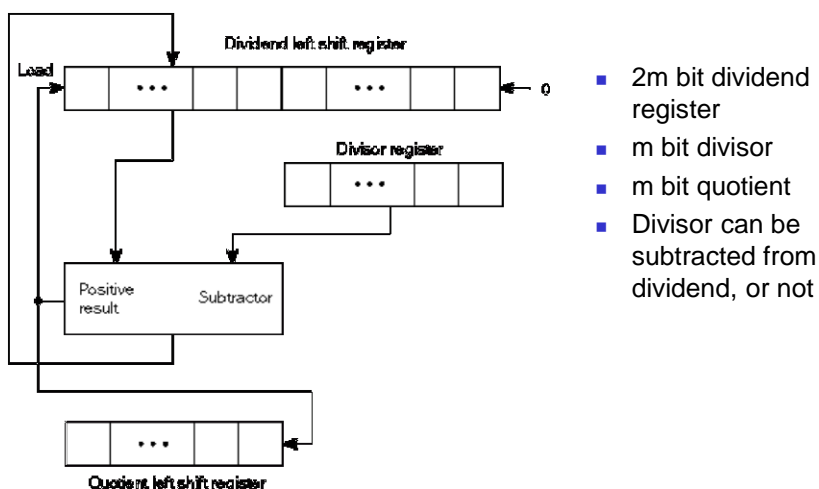 Dividend left shift register
Load
• • •
• • •
0
Divisor register
• • •
Positive
result
Subtractor
• • •
Quotient left shift register
2m bit dividend
register
m bit divisor
m bit quotient
Divisor can be
subtracted from
dividend, or not